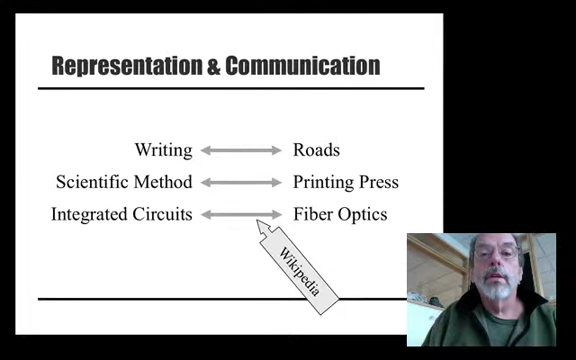 Representation & Communication
Writing Roads
Scientific Method Printing Press
Integrated Circuits Fiber Optics
Wikipedia